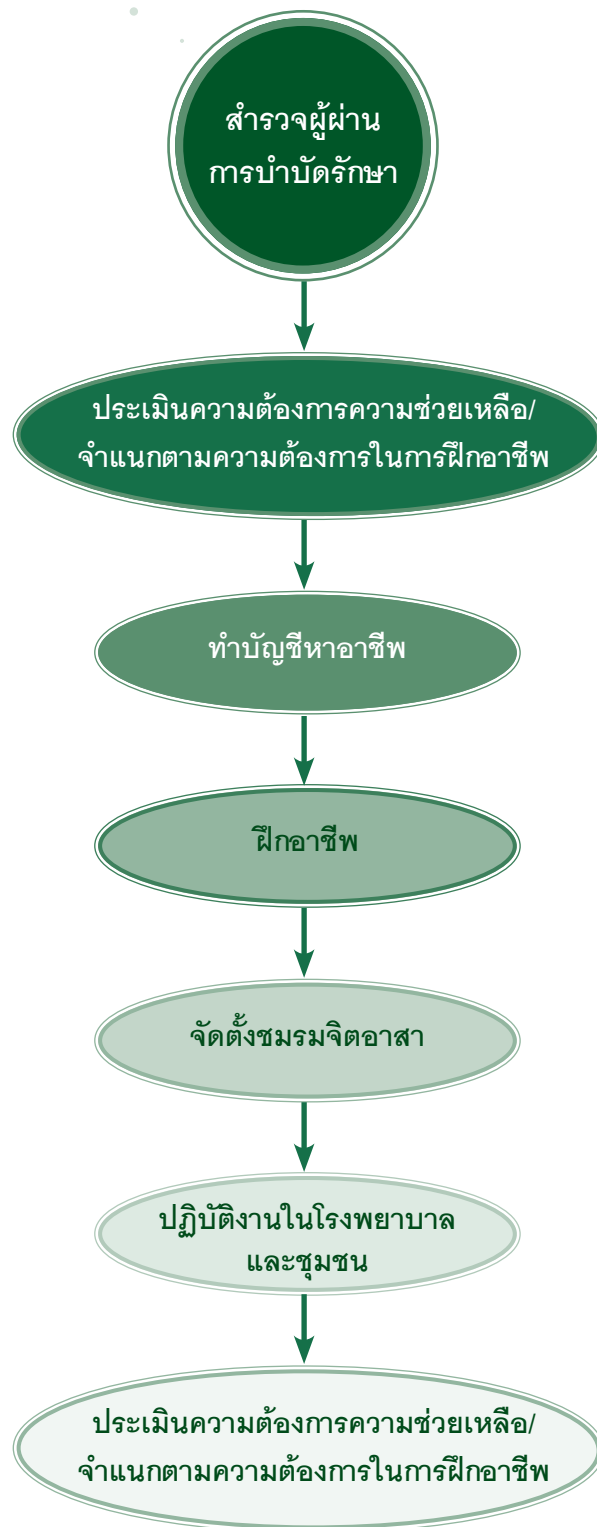 สำรวจผู้ผ่าน
การบำบัดรักษา
ประเมินความต้องการความช่วยเหลือ/
จำแนกตามความต้องการในการฝึกอาชีพ
ทำบัญชีหาอาชีพ
ฝึกอาชีพ
จัดตั้งชมรมจิตอาสา
ปฏิบัติงานในโรงพยาบาล
และชุมชน
ประเมินความต้องการความช่วยเหลือ/
จำแนกตามความต้องการในการฝึกอาชีพ